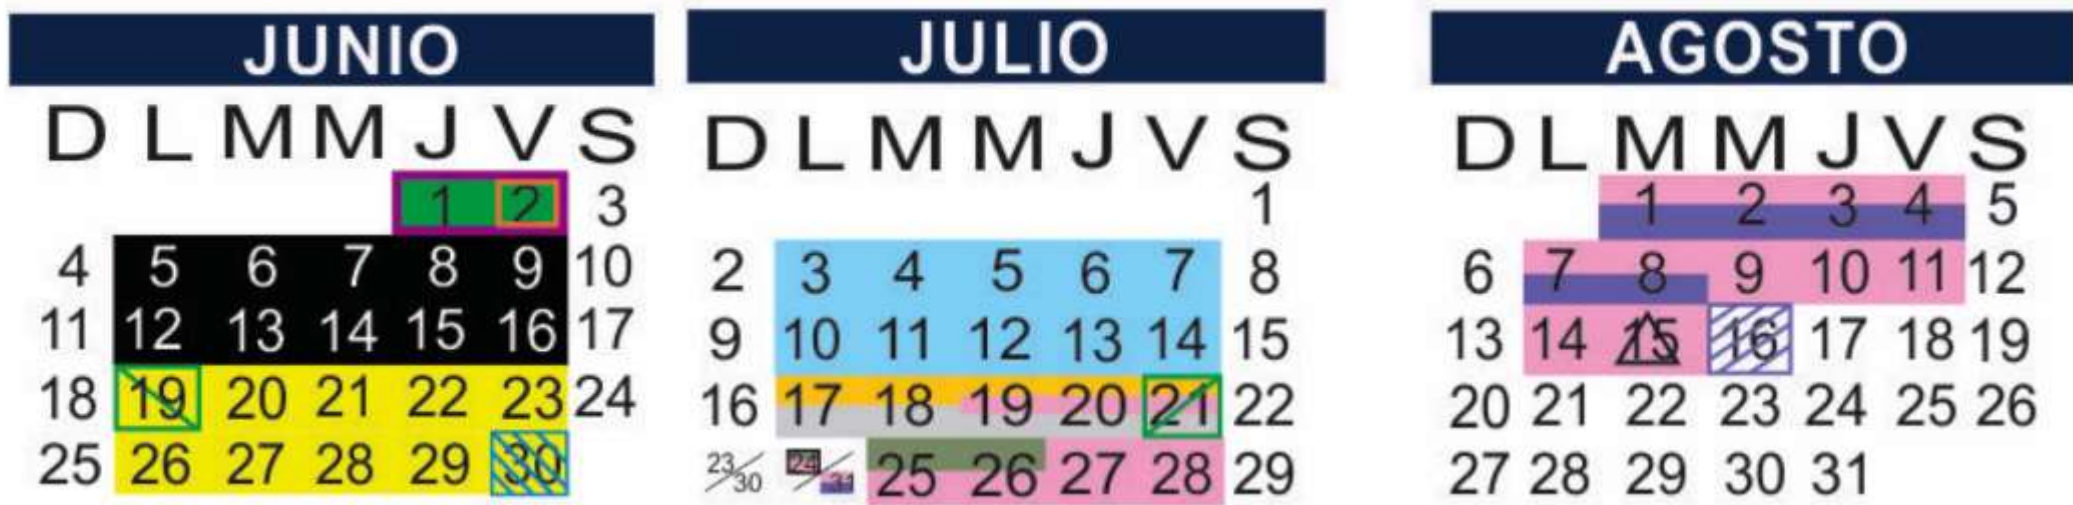 JUNIO
D L M M J V S
1 2 3
4 5 6 7 8 9 10
11 12 13 14 15 16 17
18 19 20 21 22 23 24
25 26 27 28 29 30
JULIO
D L M M J V S
1
2 3 4 5 6 7 8
9 10 11 12 13 14 15
16 17 18 19 20 21 22
23/30 24/31 25 26 27 28 29
AGOSTO
D L M M J V S
1 2 3 4 5
6 7 8 9 10 11 12
13 14 15 16 17 18 19
20 21 22 23 24 25 26
27 28 29 30 31